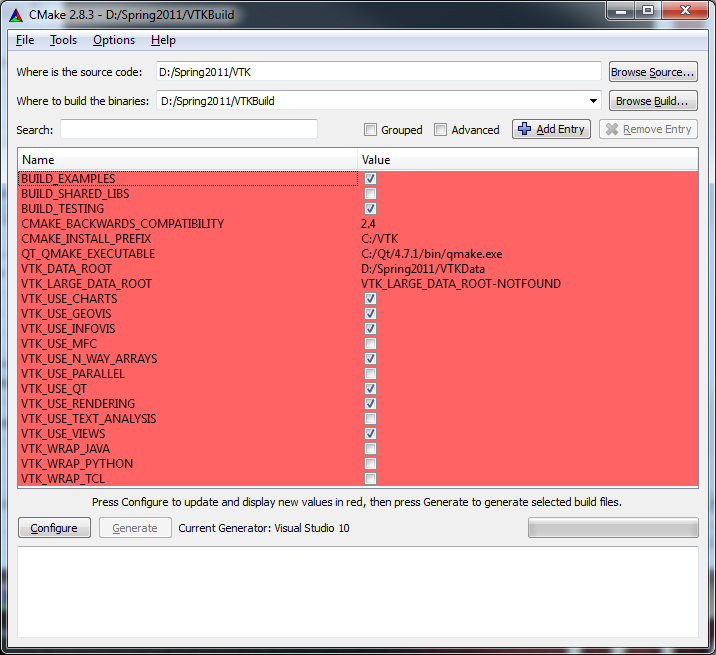 CMake 2.8.3 - D:/Spring2011/VTKBuild
File Tools Options Help
Where is the source code: D:/Spring2011/VTK Browse Source...
Where to build the binaries: D:/Spring2011/VTKBuild Browse Build...
Search: Grouped Advanced Add Entry Remove Entry
Name Value
BUILD_EXAMPLES
BUILD_SHARED_LIBS
BUILD_TESTING
CMAKE_BACKWARDS_COMPATIBILITY 2.4
CMAKE_INSTALL_PREFIX C:/VTK
QT_QMAKE_EXECUTABLE C:/Qt/4.7.1/bin/qmake.exe
VTK_DATA_ROOT D:/Spring2011/VTKData
VTK_LARGE_DATA_ROOT VTK_LARGE_DATA_ROOT-NOTFOUND
VTK_USE_CHARTS
VTK_USE_GEOVIS
VTK_USE_INFOVIS
VTK_USE_MFC
VTK_USE_N_WAY_ARRAYS
VTK_USE_PARALLEL
VTK_USE_QT
VTK_USE_RENDERING
VTK_USE_TEXT_ANALYSIS
VTK_USE_VIEWS
VTK_WRAP_JAVA
VTK_WRAP_PYTHON
VTK_WRAP_TCL
Press Configure to update and display new values in red, then press Generate to generate selected build files.
Configure Generate Current Generator: Visual Studio 10